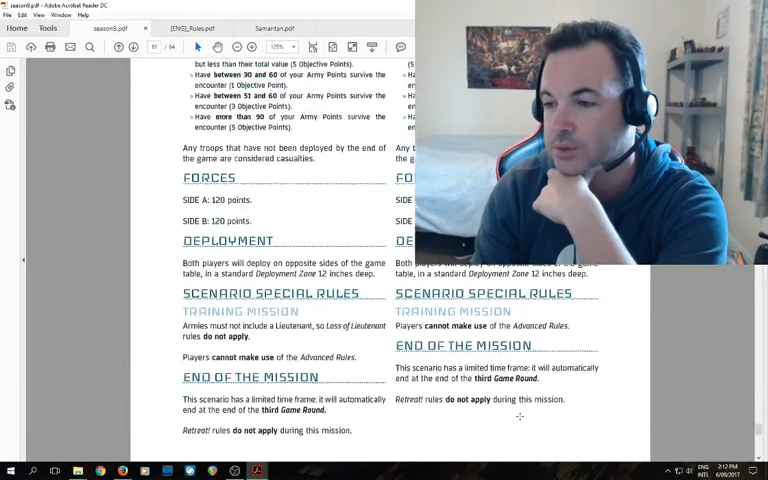 season9.pdf - Adobe Acrobat Reader DC
File Edit View Window Help
Home Tools season9.pdf × [ENG]_Rules.pdf Samaritan.pdf
61 / 64 125%
but less than their total value (5 Objective Points).
» Have between 30 and 60 of your Army Points survive the
encounter (1 Objective Point).
» Have between 51 and 60 of your Army Points survive the
encounter (3 Objective Points).
» Have more than 90 of your Army Points survive the
encounter (5 Objective Points).
Any troops that have not been deployed by the end of
the game are considered casualties.
FORCES
SIDE A: 120 points.
SIDE B: 120 points.
DEPLOYMENT
Both players will deploy on opposite sides of the game
table, in a standard Deployment Zone 12 inches deep.
SCENARIO SPECIAL RULES
TRAINING MISSION
Armies must not include a Lieutenant, so Loss of Lieutenant
rules do not apply.
Players cannot make use of the Advanced Rules.
END OF THE MISSION
This scenario has a limited time frame: it will automatically
end at the end of the third Game Round.
Retreat! rules do not apply during this mission.
(5
» Ha
enc
» Ha
enc
» Ha
enc
Any t
the g
FO
SIDE
SIDE
DE
Both players will deploy on opposite sides of the game
table, in a standard Deployment Zone 12 inches deep.
SCENARIO SPECIAL RULES
TRAINING MISSION
Players cannot make use of the Advanced Rules.
END OF THE MISSION
This scenario has a limited time frame: it will automatically
end at the end of the third Game Round.
Retreat! rules do not apply during this mission.
ENG 2:12 PM
INTL 6/09/2017